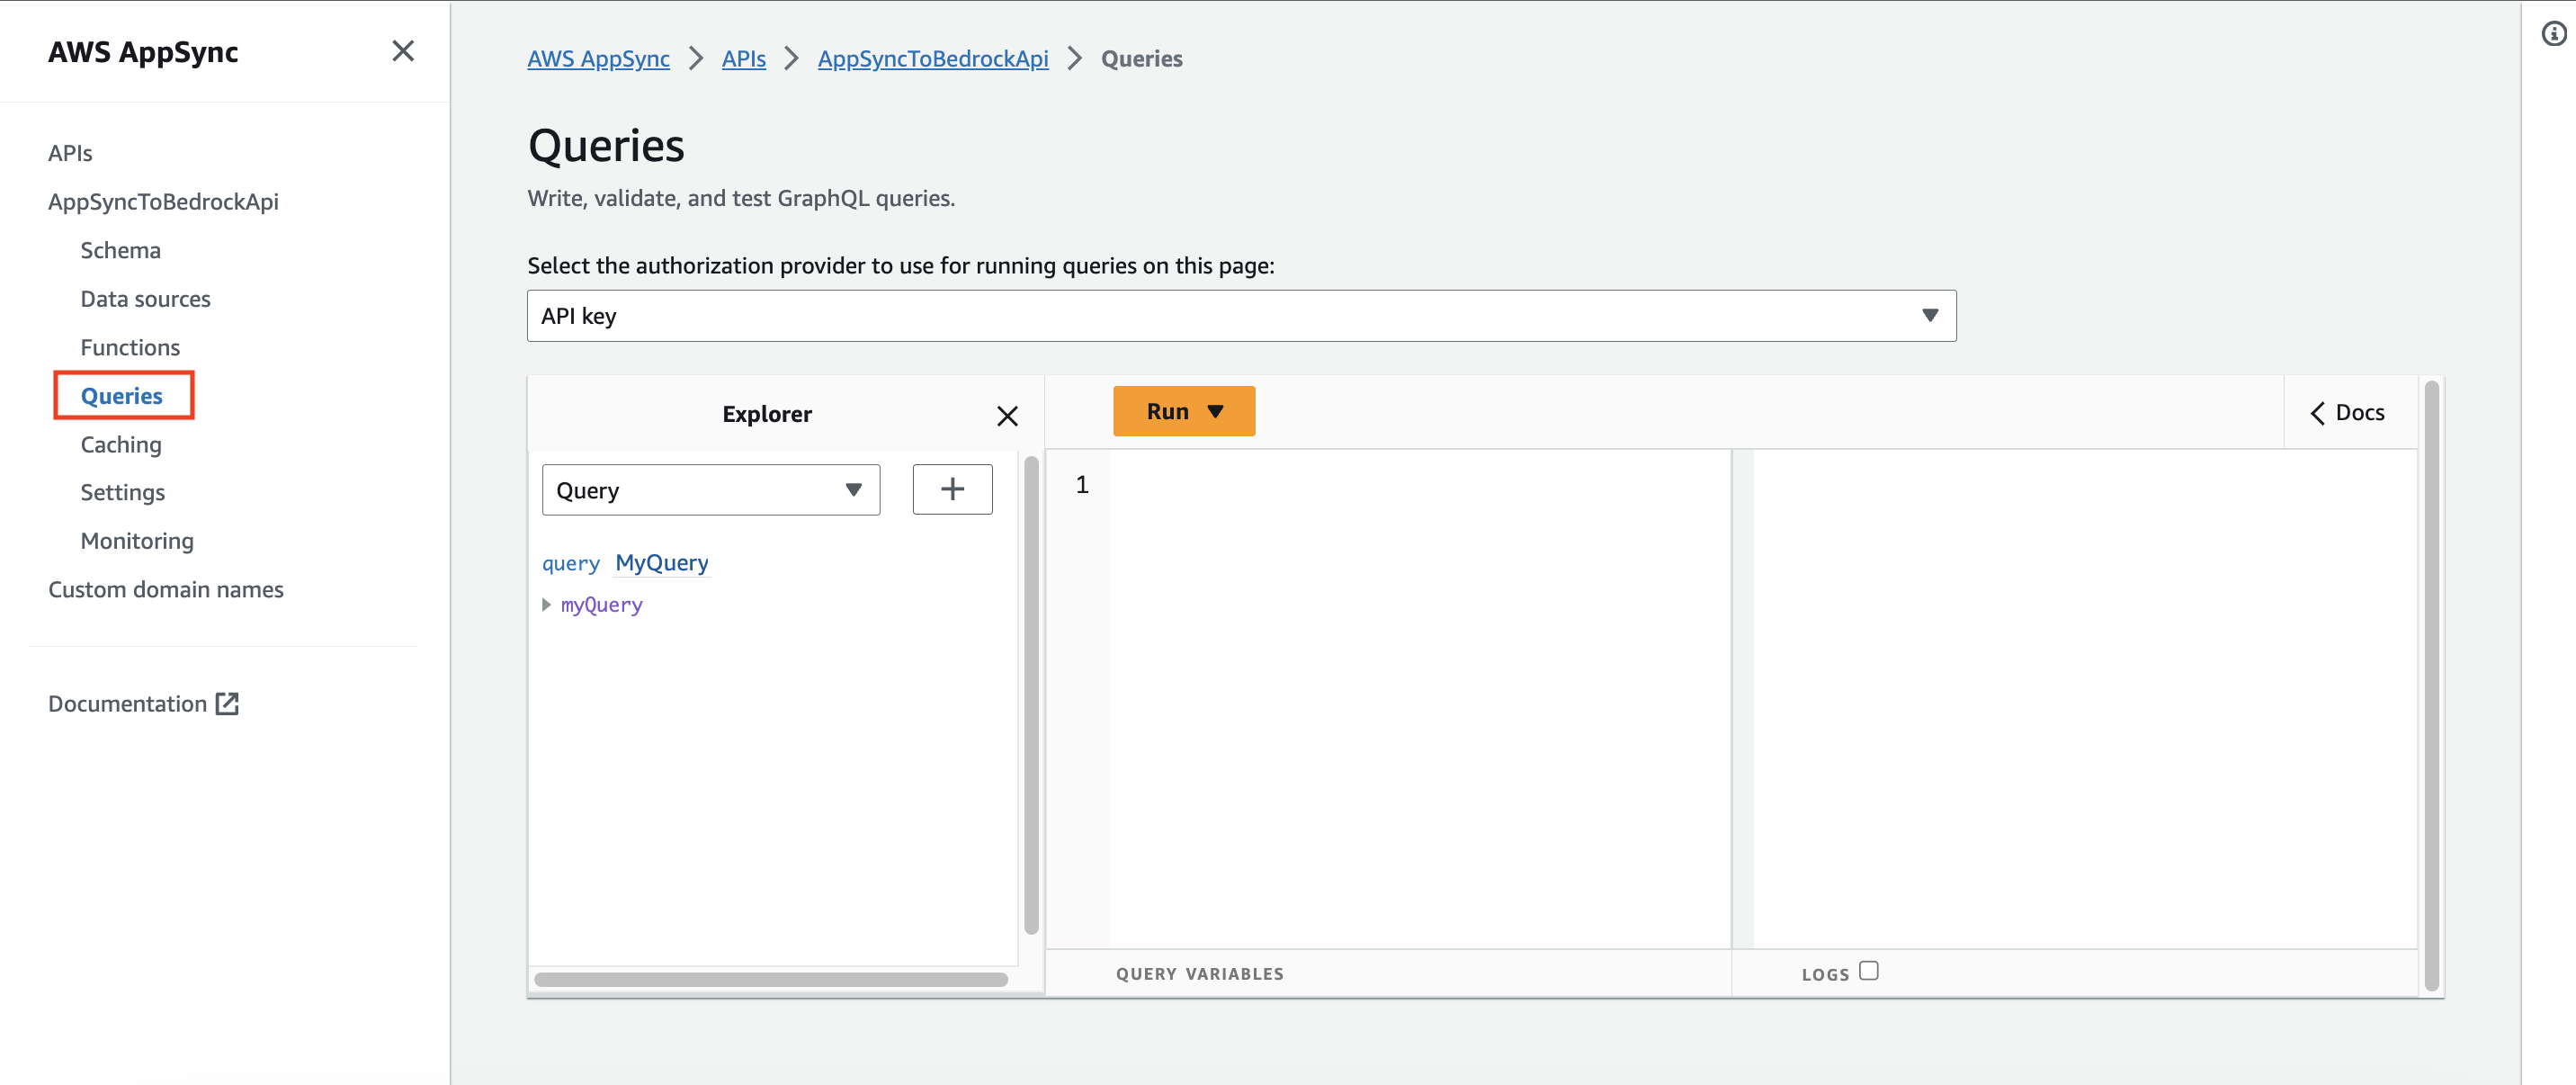 AWS AppSync
APIs
AppSyncToBedrockApi
Schema
Data sources
Functions
Queries
Caching
Settings
Monitoring
Custom domain names
Documentation
AWS AppSync > APIs > AppSyncToBedrockApi > Queries
Queries
Write, validate, and test GraphQL queries.
Select the authorization provider to use for running queries on this page:
API key
Explorer
Run
Docs
Query
query MyQuery
myQuery
1
QUERY VARIABLES
LOGS